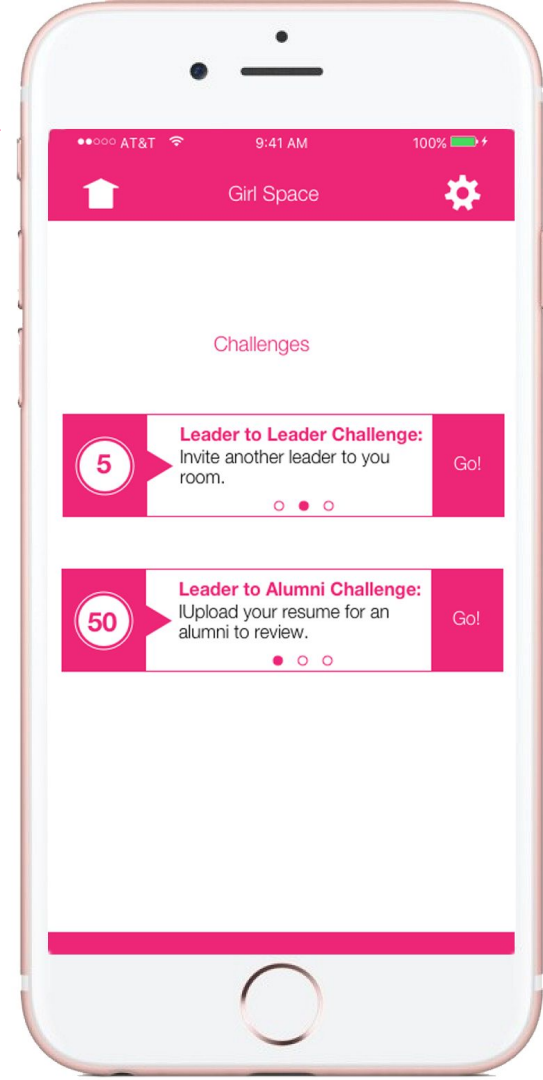 AT&T 9:41 AM 100%
Girl Space
Challenges
5
Leader to Leader Challenge:
Invite another leader to you
room.
Go!
50
Leader to Alumni Challenge:
IUpload your resume for an
alumni to review.
Go!